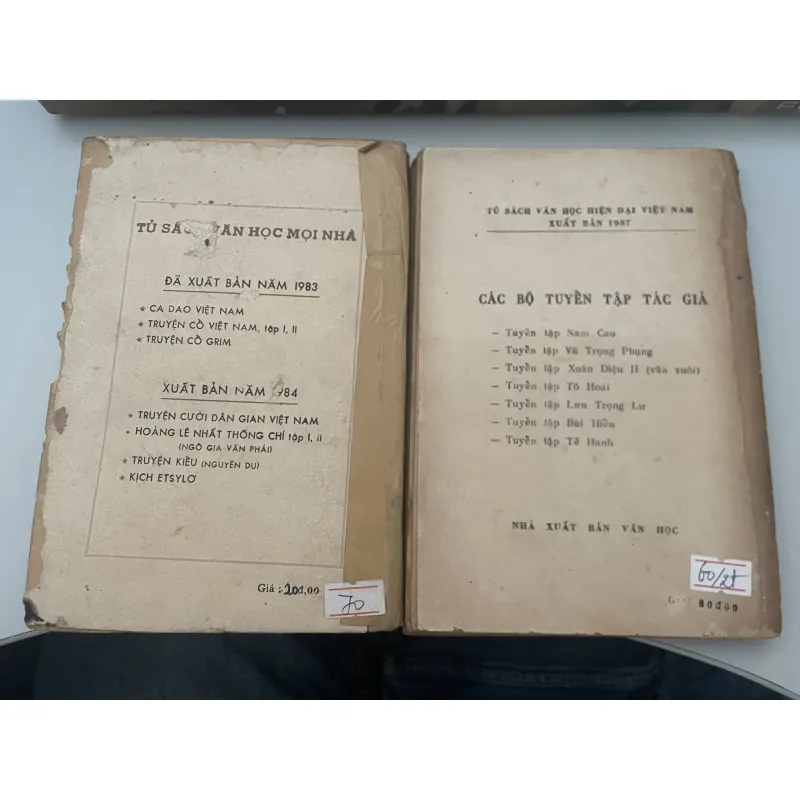 TỦ SÁCH VĂN HỌC MỌI NHÀ
ĐÃ XUẤT BẢN NĂM 1983
★ CA DAO VIỆT NAM
★ TRUYỆN CỔ VIỆT NAM, tập I, II
★ TRUYỆN CỔ GRIM
XUẤT BẢN NĂM 1984
★ TRUYỆN CƯỜI DÂN GIAN VIỆT NAM
★ HOÀNG LÊ NHẤT THỐNG CHÍ tập I, II
(NGÔ GIA VĂN PHÁI)
★ TRUYỆN KIỀU (NGUYỄN DU)
★ KỊCH ETSYLƠ
Giá :
70
TỦ SÁCH VĂN HỌC HIỆN ĐẠI VIỆT NAM
XUẤT BẢN 1987
CÁC BỘ TUYỂN TẬP TÁC GIẢ
— Tuyển tập Nam Cao
— Tuyển tập Vũ Trọng Phụng
— Tuyển tập Xuân Diệu II (văn xuôi)
— Tuyển tập Tô Hoài
— Tuyển tập Lưu Trọng Lư
— Tuyển tập Bùi Hiển
— Tuyển tập Tế Hanh
NHÀ XUẤT BẢN VĂN HỌC
80đ00